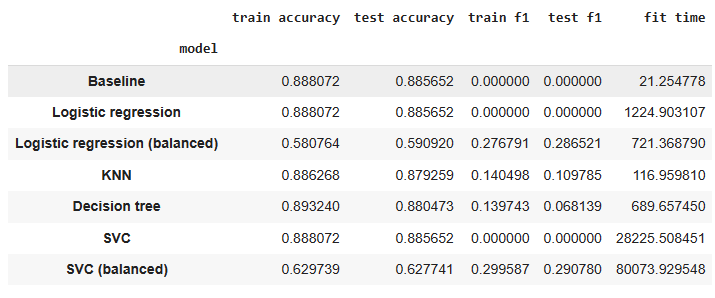 train accuracy test accuracy train f1 test f1 fit time
model
Baseline 0.888072 0.885652 0.000000 0.000000 21.254778
Logistic regression 0.888072 0.885652 0.000000 0.000000 1224.903107
Logistic regression (balanced) 0.580764 0.590920 0.276791 0.286521 721.368790
KNN 0.886268 0.879259 0.140498 0.109785 116.959810
Decision tree 0.893240 0.880473 0.139743 0.068139 689.657450
SVC 0.888072 0.885652 0.000000 0.000000 28225.508451
SVC (balanced) 0.629739 0.627741 0.299587 0.290780 80073.929548